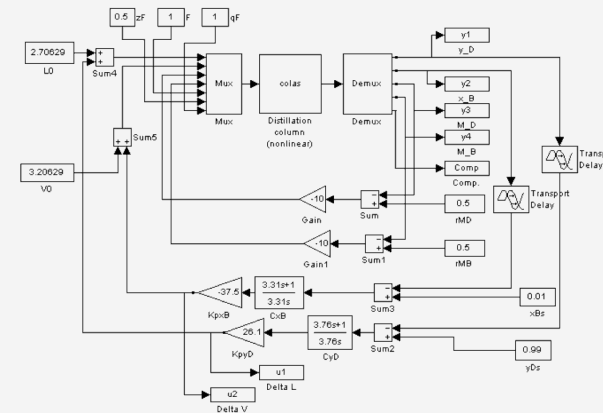 0.5
zF
1
F
1
qF
2.70629
L0
+
+
Sum4
Mux
Mux
colas
Distillation
column
(nonlinear)
Demux
Demux
y1
y_D
y2
x_B
y3
M_D
y4
M_B
Comp
Comp.
+ +
Sum5
3.20629
V0
Transp
Delay
Transport
Delay
-10
Gain
−
+
Sum
0.5
rMD
-10
Gain1
−
+
Sum1
0.5
rMB
-37.5
KpxB
3.31s+1
3.31s
CxB
−
+
Sum3
0.01
xBs
26.1
KpyD
3.76s+1
3.76s
CyD
−
+
Sum2
0.99
yDs
u1
Delta L
u2
Delta V